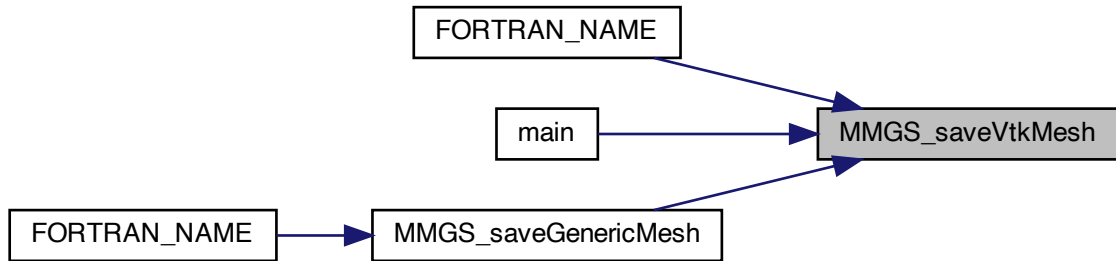 FORTRAN_NAME
main
MMGS_saveVtkMesh
FORTRAN_NAME
MMGS_saveGenericMesh